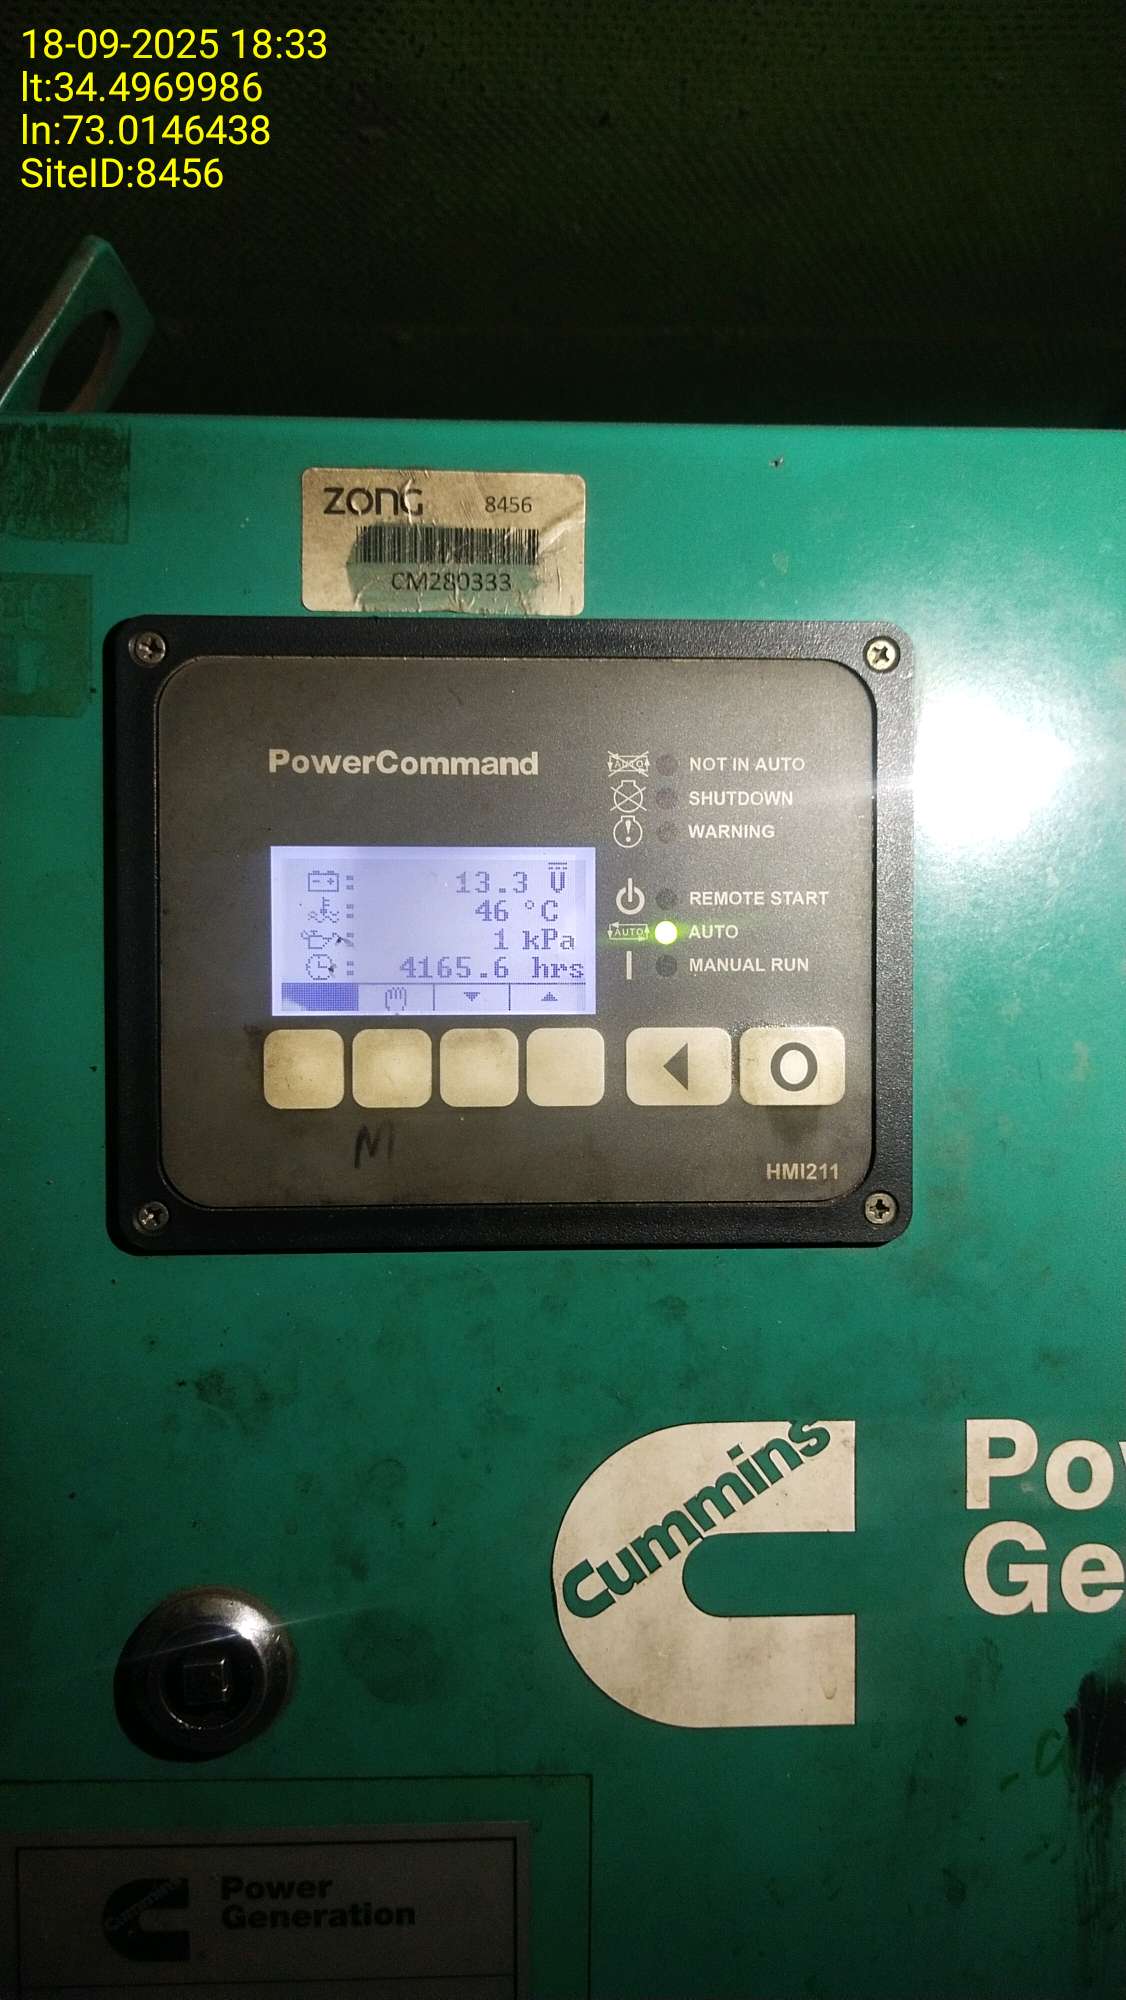 18-09-2025 18:33
lt:34.4969986
ln:73.0146438
SiteID:8456
ZONG 8456
CM280333
PowerCommand
AUTO NOT IN AUTO
SHUTDOWN
! WARNING
13.3 V
46 °C
1 kPa
4165.6 hrs
REMOTE START
AUTO AUTO
MANUAL RUN
O
M
HMI211
Cummins
Po
Ge
Cummins
Power
Generation